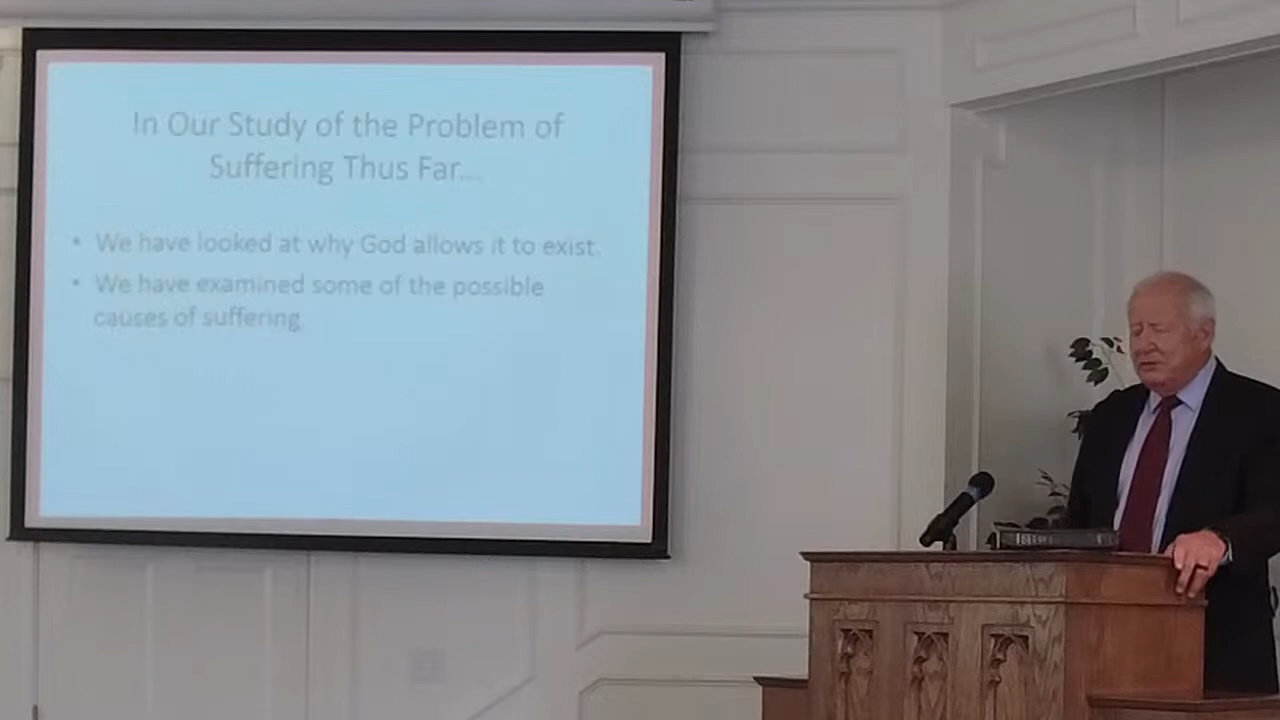 In Our Study of the Problem of
Suffering Thus Far...
• We have looked at why God allows it to exist.
• We have examined some of the possible
causes of suffering.